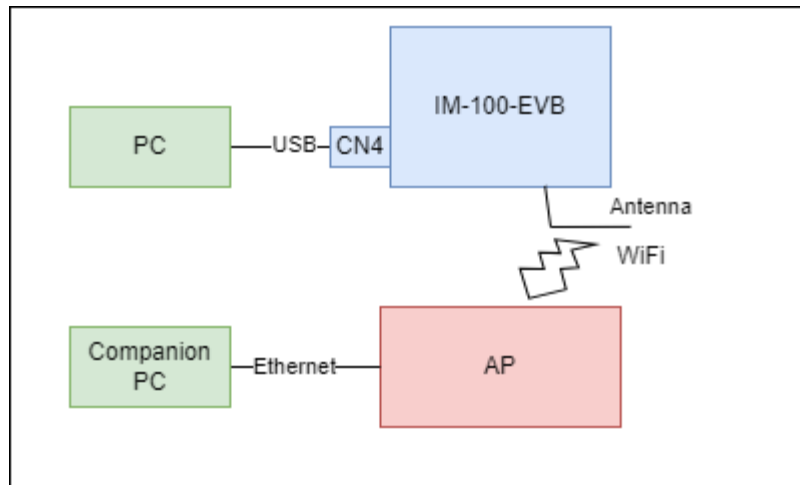 IM-100-EVB
PC
USB
CN4
Antenna
WiFi
Companion
PC
Ethernet
AP